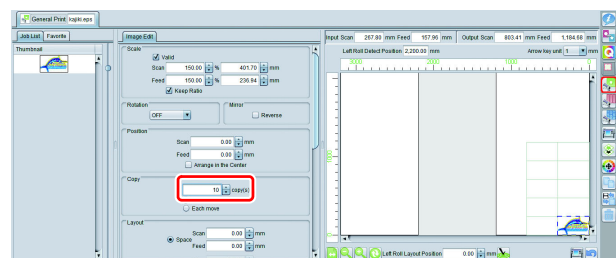 General Print kajiki.eps
Job List Favorite
Thumbnail
Image Edit
Scale
Valid
Scan 150.00 % 401.70 mm
Feed 150.00 % 236.94 mm
Keep Ratio
Rotation
OFF
Mirror
Reverse
Position
Scan 0.00 mm
Feed 0.00 mm
Arrange in the Center
Copy
10 copy(s)
Each move
Layout
Space
Scan 0.00 mm
Feed 0.00 mm
Input Scan 267.80 mm Feed 157.96 mm Output Scan 803.41 mm Feed 1,184.68 mm
Left Roll Detect Position 2,200.00 mm Arrow key unit 1 mm
3000 2000 1000 0
Left Roll Layout Position 0.00 mm